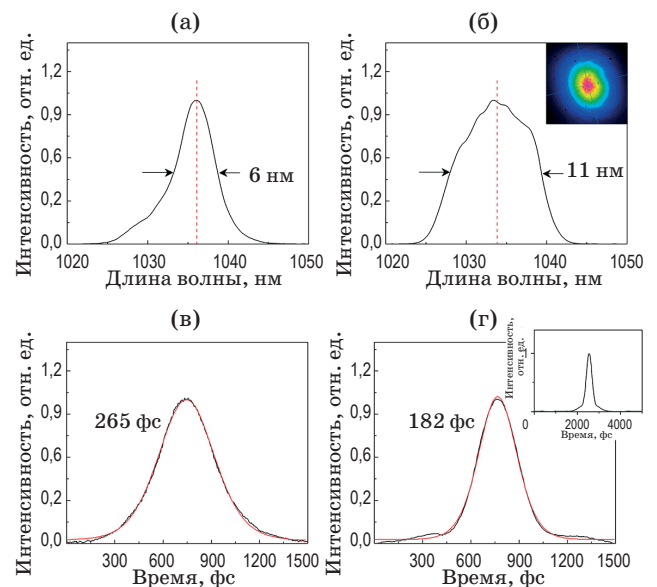 (а)
Интенсивность, отн. ед.
1,2
0,9
0,6
0,2
0,0
6 нм
1020 1030 1040 1050
Длина волны, нм
(б)
Интенсивность, отн. ед.
1,2
0,9
0,6
0,2
0,0
11 нм
1020 1030 1040 1050
Длина волны, нм
(в)
Интенсивность, отн. ед.
1,2
0,9
0,6
0,3
0,0
265 фс
300 600 900 1200 1500
Время, фс
(г)
Интенсивность, отн. ед.
1,2
0,9
0,6
0,3
0,0
182 фс
300 600 900 1200 1500
Время, фс
Интенсивность,
отн. ед.
1
0 2000 4000
Время, фс